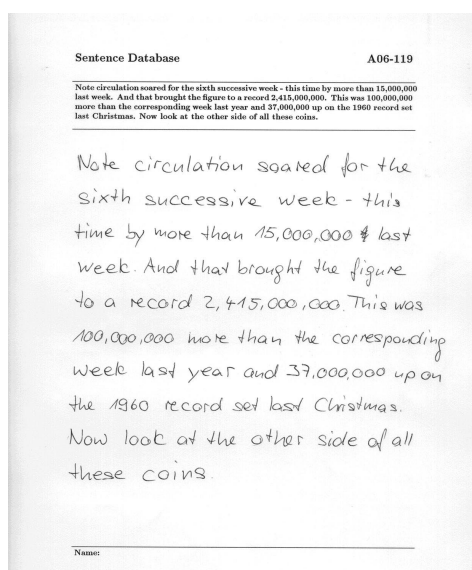 Sentence Database A06-119
Note circulation soared for the sixth successive week - this time by more than 15,000,000
last week. And that brought the figure to a record 2,415,000,000. This was 100,000,000
more than the corresponding week last year and 37,000,000 up on the 1960 record set
last Christmas. Now look at the other side of all these coins.
Note circulation soared for the
sixth successive week - this
time by more than 15,000,000 last
week. And that brought the figure
to a record 2,415,000,000. This was
100,000,000 more than the corresponding
week last year and 37,000,000 up on
the 1960 record set last Christmas.
Now look at the other side of all
these coins.
Name: